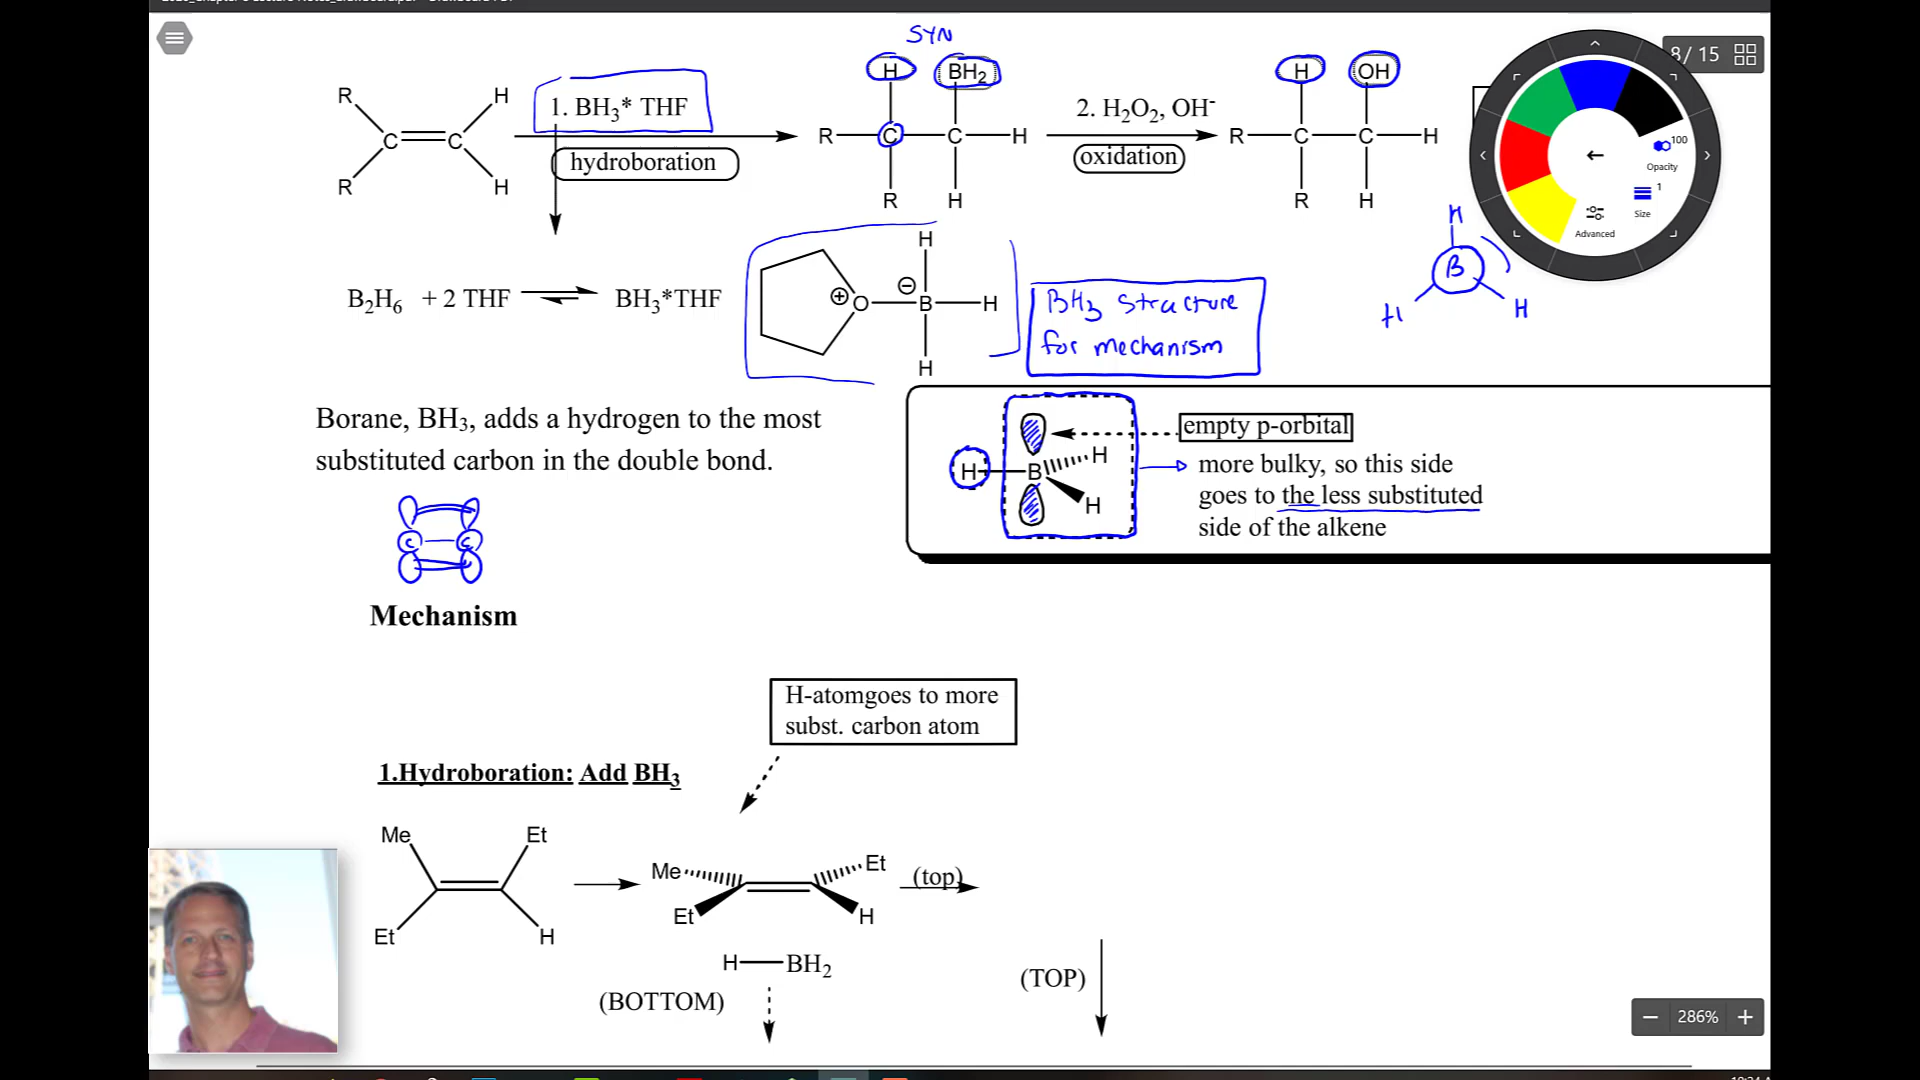 SYN
H BH₂
H OH
8/ 15
R H
1. BH₃* THF
2. H₂O₂, OH⁻
C C
R C C H
R C C H
hydroboration
oxidation
R H
R H
R H
100
Opacity
1
Size
Advanced
H
B
H H
H
B₂H₆ + 2 THF BH₃*THF
⊕ O ⊖ B H
H
BH₃ structure
for mechanism
Borane, BH₃, adds a hydrogen to the most
substituted carbon in the double bond.
empty p-orbital
H B H
H
more bulky, so this side
goes to the less substituted
side of the alkene
C C
Mechanism
H-atomgoes to more
subst. carbon atom
1.Hydroboration: Add BH₃
Me Et
Et H
Me Et
Et H
(top)
H BH₂
(BOTTOM)
(TOP)
286%